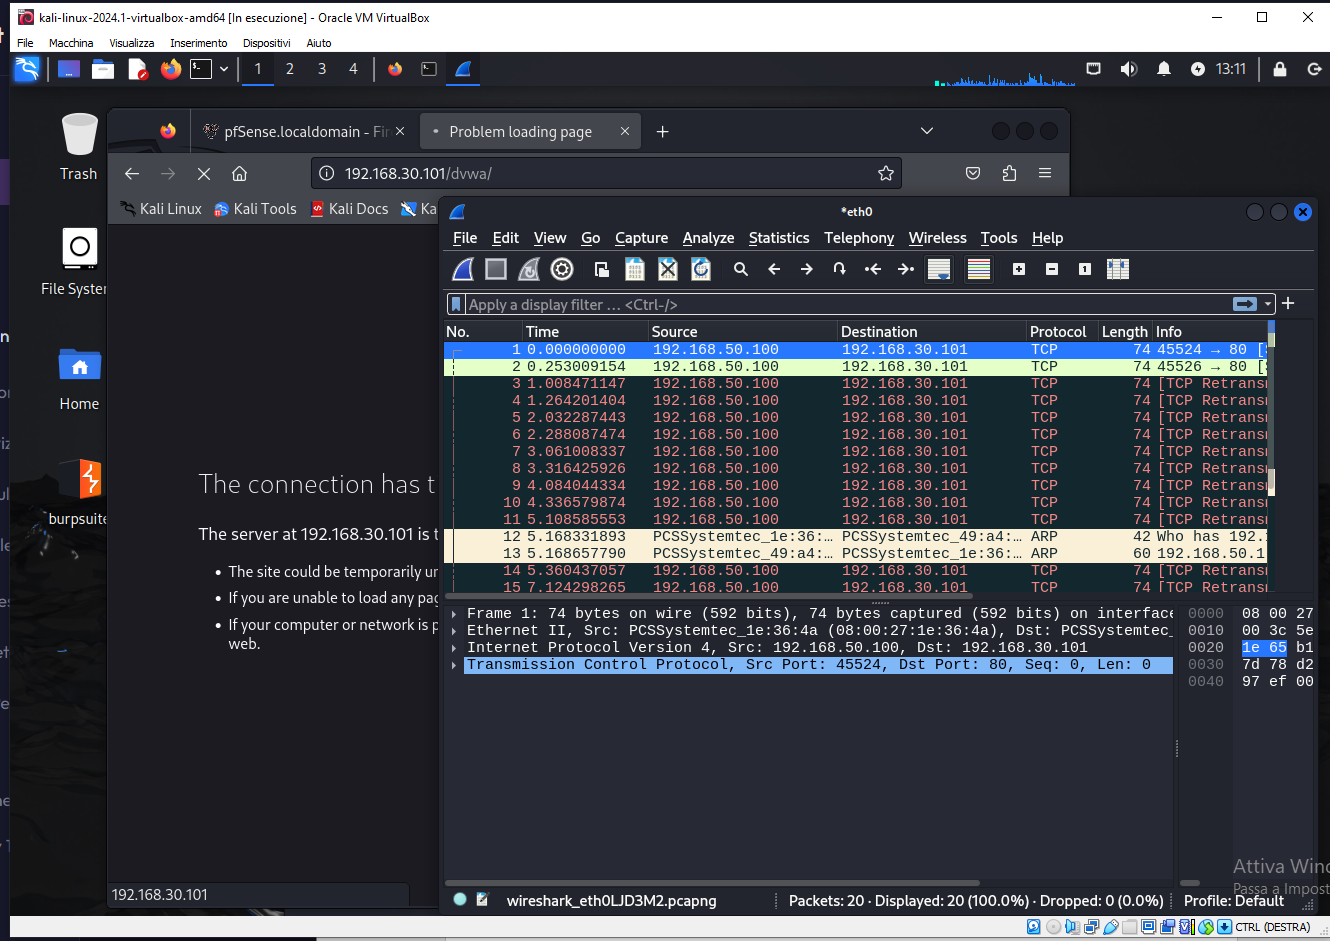 kali-linux-2024.1-virtualbox-amd64 [In esecuzione] - Oracle VM VirtualBox
File Macchina Visualizza Inserimento Dispositivi Aiuto
1 2 3 4 13:11
pfSense.localdomain - Fir Problem loading page
192.168.30.101/dvwa/
Kali Linux Kali Tools Kali Docs Ka
Trash
File System
Home
burpsuite
The connection has t
The server at 192.168.30.101 is t
The site could be temporarily un
If you are unable to load any pag
If your computer or network is p
web.
192.168.30.101
*eth0
File Edit View Go Capture Analyze Statistics Telephony Wireless Tools Help
Apply a display filter ... <Ctrl-/>
No. Time Source Destination Protocol Length Info
1 0.000000000 192.168.50.100 192.168.30.101 TCP 74 45524 → 80 [S
2 0.253009154 192.168.50.100 192.168.30.101 TCP 74 45526 → 80 [S
3 1.008471147 192.168.50.100 192.168.30.101 TCP 74 [TCP Retransm
4 1.264201404 192.168.50.100 192.168.30.101 TCP 74 [TCP Retransm
5 2.032287443 192.168.50.100 192.168.30.101 TCP 74 [TCP Retransm
6 2.288087474 192.168.50.100 192.168.30.101 TCP 74 [TCP Retransm
7 3.061008337 192.168.50.100 192.168.30.101 TCP 74 [TCP Retransm
8 3.316425926 192.168.50.100 192.168.30.101 TCP 74 [TCP Retransm
9 4.084044334 192.168.50.100 192.168.30.101 TCP 74 [TCP Retransm
10 4.336579874 192.168.50.100 192.168.30.101 TCP 74 [TCP Retransm
11 5.108585553 192.168.50.100 192.168.30.101 TCP 74 [TCP Retransm
12 5.168331893 PCSSystemtec_1e:36:… PCSSystemtec_49:a4:… ARP 42 Who has 192.1
13 5.168657790 PCSSystemtec_49:a4:… PCSSystemtec_1e:36:… ARP 60 192.168.50.1
14 5.360437057 192.168.50.100 192.168.30.101 TCP 74 [TCP Retransm
15 7.124298265 192.168.50.100 192.168.30.101 TCP 74 [TCP Retransm
Frame 1: 74 bytes on wire (592 bits), 74 bytes captured (592 bits) on interface
Ethernet II, Src: PCSSystemtec_1e:36:4a (08:00:27:1e:36:4a), Dst: PCSSystemtec_
Internet Protocol Version 4, Src: 192.168.50.100, Dst: 192.168.30.101
Transmission Control Protocol, Src Port: 45524, Dst Port: 80, Seq: 0, Len: 0
0000 08 00 27
0010 00 3c 5e
0020 1e 65 b1
0030 7d 78 d2
0040 97 ef 00
Attiva Wind
Passa a Impost
wireshark_eth0LJD3M2.pcapng Packets: 20 · Displayed: 20 (100.0%) · Dropped: 0 (0.0%) Profile: Default
CTRL (DESTRA)